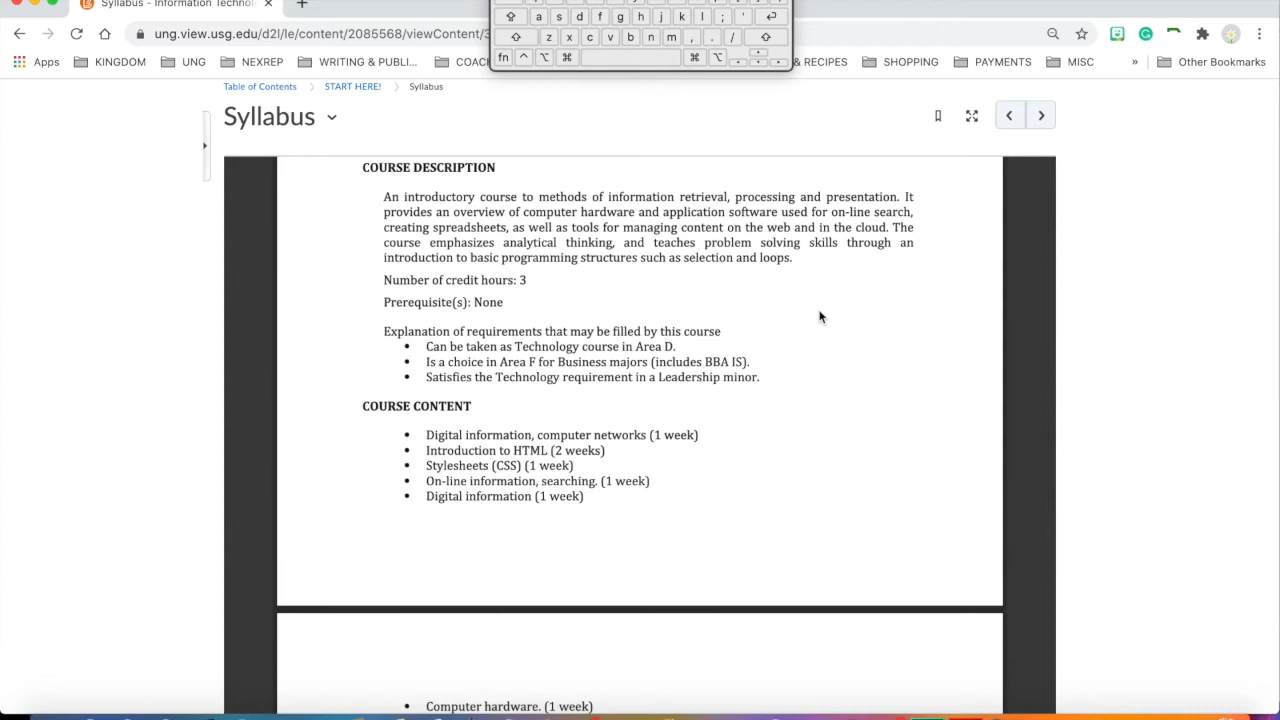 Syllabus - Information Technol
ung.view.usg.edu/d2l/le/content/2085568/viewContent/3
a s d f g h j k l ; '
z x c v b n m , . /
fn ^ ⌥ ⌘ ⌘ ⌥
Apps KINGDOM UNG NEXREP WRITING & PUBLI... COACH & RECIPES SHOPPING PAYMENTS MISC » Other Bookmarks
Table of Contents START HERE! Syllabus
Syllabus
COURSE DESCRIPTION
An introductory course to methods of information retrieval, processing and presentation. It
provides an overview of computer hardware and application software used for on-line search,
creating spreadsheets, as well as tools for managing content on the web and in the cloud. The
course emphasizes analytical thinking, and teaches problem solving skills through an
introduction to basic programming structures such as selection and loops.
Number of credit hours: 3
Prerequisite(s): None
Explanation of requirements that may be filled by this course
• Can be taken as Technology course in Area D.
• Is a choice in Area F for Business majors (includes BBA IS).
• Satisfies the Technology requirement in a Leadership minor.
COURSE CONTENT
• Digital information, computer networks (1 week)
• Introduction to HTML (2 weeks)
• Stylesheets (CSS) (1 week)
• On-line information, searching. (1 week)
• Digital information (1 week)
• Computer hardware. (1 week)